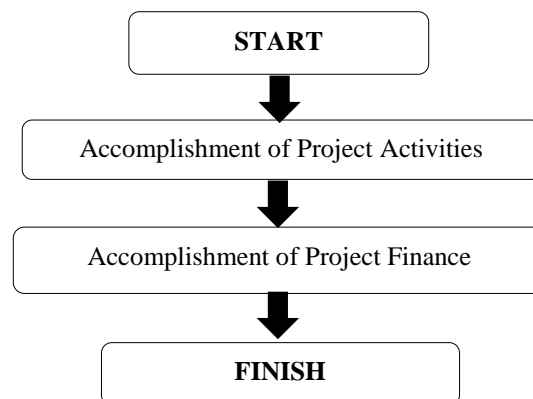 START
Accomplishment of Project Activities
Accomplishment of Project Finance
FINISH